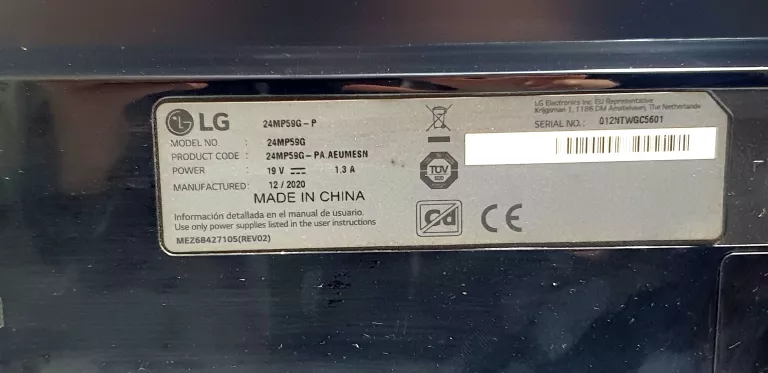 LG 24MP59G-P
MODEL NO. : 24MP59G
PRODUCT CODE : 24MP59G-PA.AEUMESN
POWER : 19 V 1.3 A
MANUFACTURED: 12 / 2020
MADE IN CHINA
Información detallada en el manual de usuario.
Use only power supplies listed in the user instructions
MEZ68427105(REV02)
TÜV
SÜD
Cd
CE
LG Electronics Inc. EU Representative
Krijgsman 1, 1186 DM Amstelveen, The Netherlands
SERIAL NO.: 012NTWGC5601